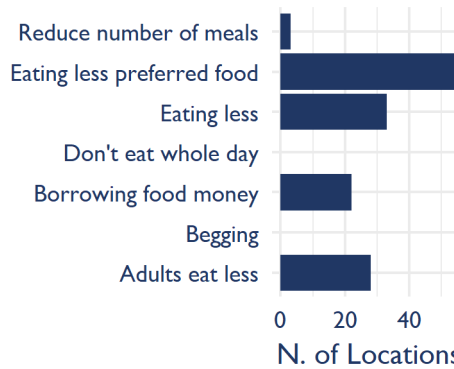 Reduce number of meals
Eating less preferred food
Eating less
Don't eat whole day
Borrowing food money
Begging
Adults eat less
0 20 40
N. of Locations